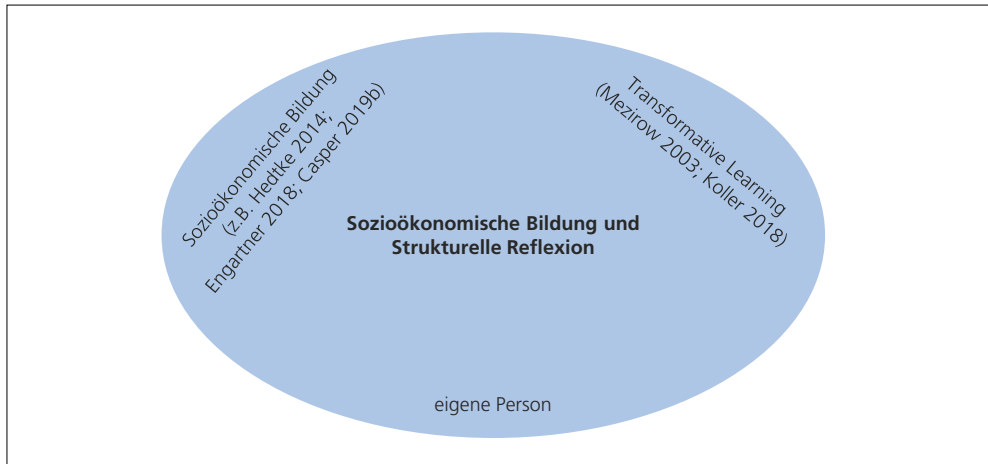 Sozioökonomische Bildung
(z.B. Hedtke 2014;
Engartner 2018; Casper 2019b)
Transformative Learning
(Mezirow 2003; Koller 2018)
Sozioökonomische Bildung und
Strukturelle Reflexion
eigene Person